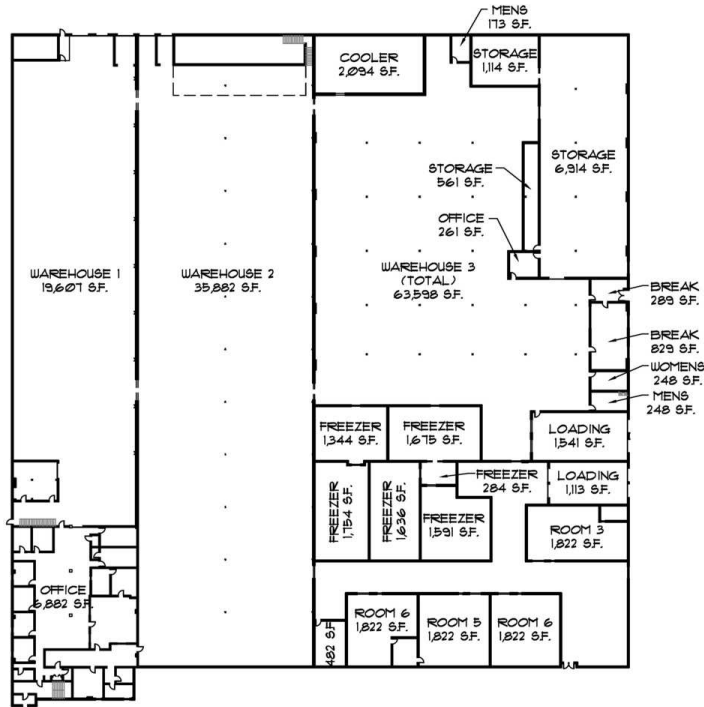 MENS
173 S.F.
COOLER
2,094 S.F.
STORAGE
1,114 S.F.
STORAGE
6,914 S.F.
STORAGE
561 S.F.
OFFICE
261 S.F.
WAREHOUSE 1
19,607 S.F.
WAREHOUSE 2
35,882 S.F.
WAREHOUSE 3
(TOTAL)
63,598 S.F.
BREAK
289 S.F.
BREAK
829 S.F.
WOMENS
248 S.F.
MENS
248 S.F.
FREEZER
1,344 S.F.
FREEZER
1,675 S.F.
LOADING
1,541 S.F.
FREEZER
1,754 S.F.
FREEZER
1,636 S.F.
FREEZER
284 S.F.
LOADING
1,113 S.F.
FREEZER
1,591 S.F.
ROOM 3
1,822 S.F.
OFFICE
6,882 S.F.
482 S.F.
ROOM 6
1,822 S.F.
ROOM 5
1,822 S.F.
ROOM 6
1,822 S.F.